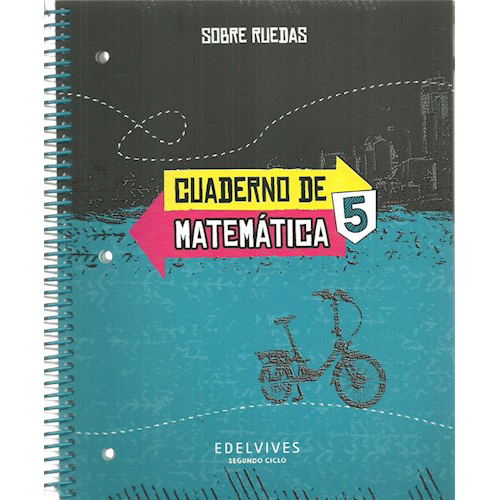 SOBRE RUEDAS
CUADERNO DE
MATEMÁTICA 5
EDELVIVES
SEGUNDO CICLO